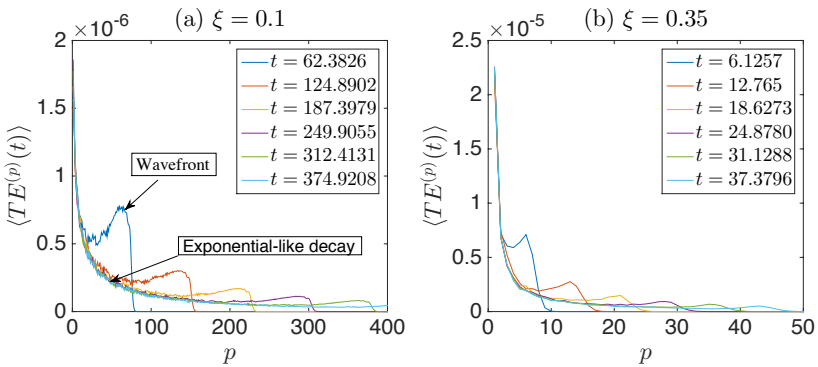 (a) ξ = 0.1
×10⁻⁶
2
1.5
1
0.5
0
0 100 200 300 400
p
⟨TE⁽ᵖ⁾(t)⟩
t = 62.3826
t = 124.8902
t = 187.3979
t = 249.9055
t = 312.4131
t = 374.9208
Wavefront
Exponential-like decay
(b) ξ = 0.35
×10⁻⁵
2.5
2
1.5
1
0.5
0
0 10 20 30 40 50
p
⟨TE⁽ᵖ⁾(t)⟩
t = 6.1257
t = 12.765
t = 18.6273
t = 24.8780
t = 31.1288
t = 37.3796